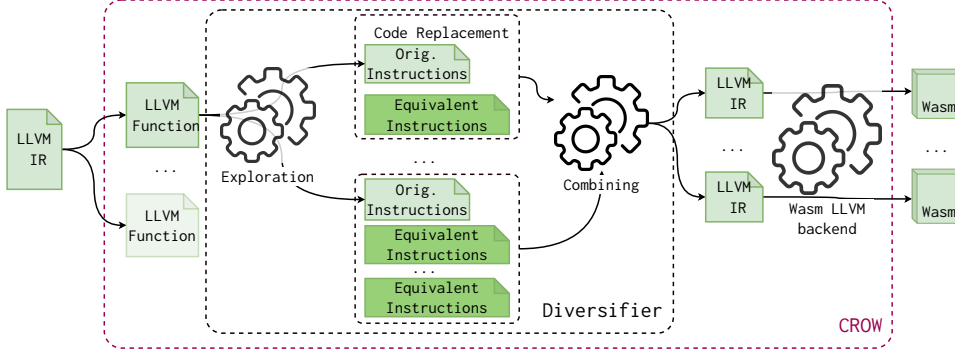 LLVM
IR
LLVM
Function
...
LLVM
Function
Exploration
Code Replacement
Orig.
Instructions
Equivalent
Instructions
...
Orig.
Instructions
Equivalent
Instructions
...
Equivalent
Instructions
Combining
Diversifier
LLVM
IR
...
LLVM
IR
Wasm LLVM
backend
Wasm
...
Wasm
CROW